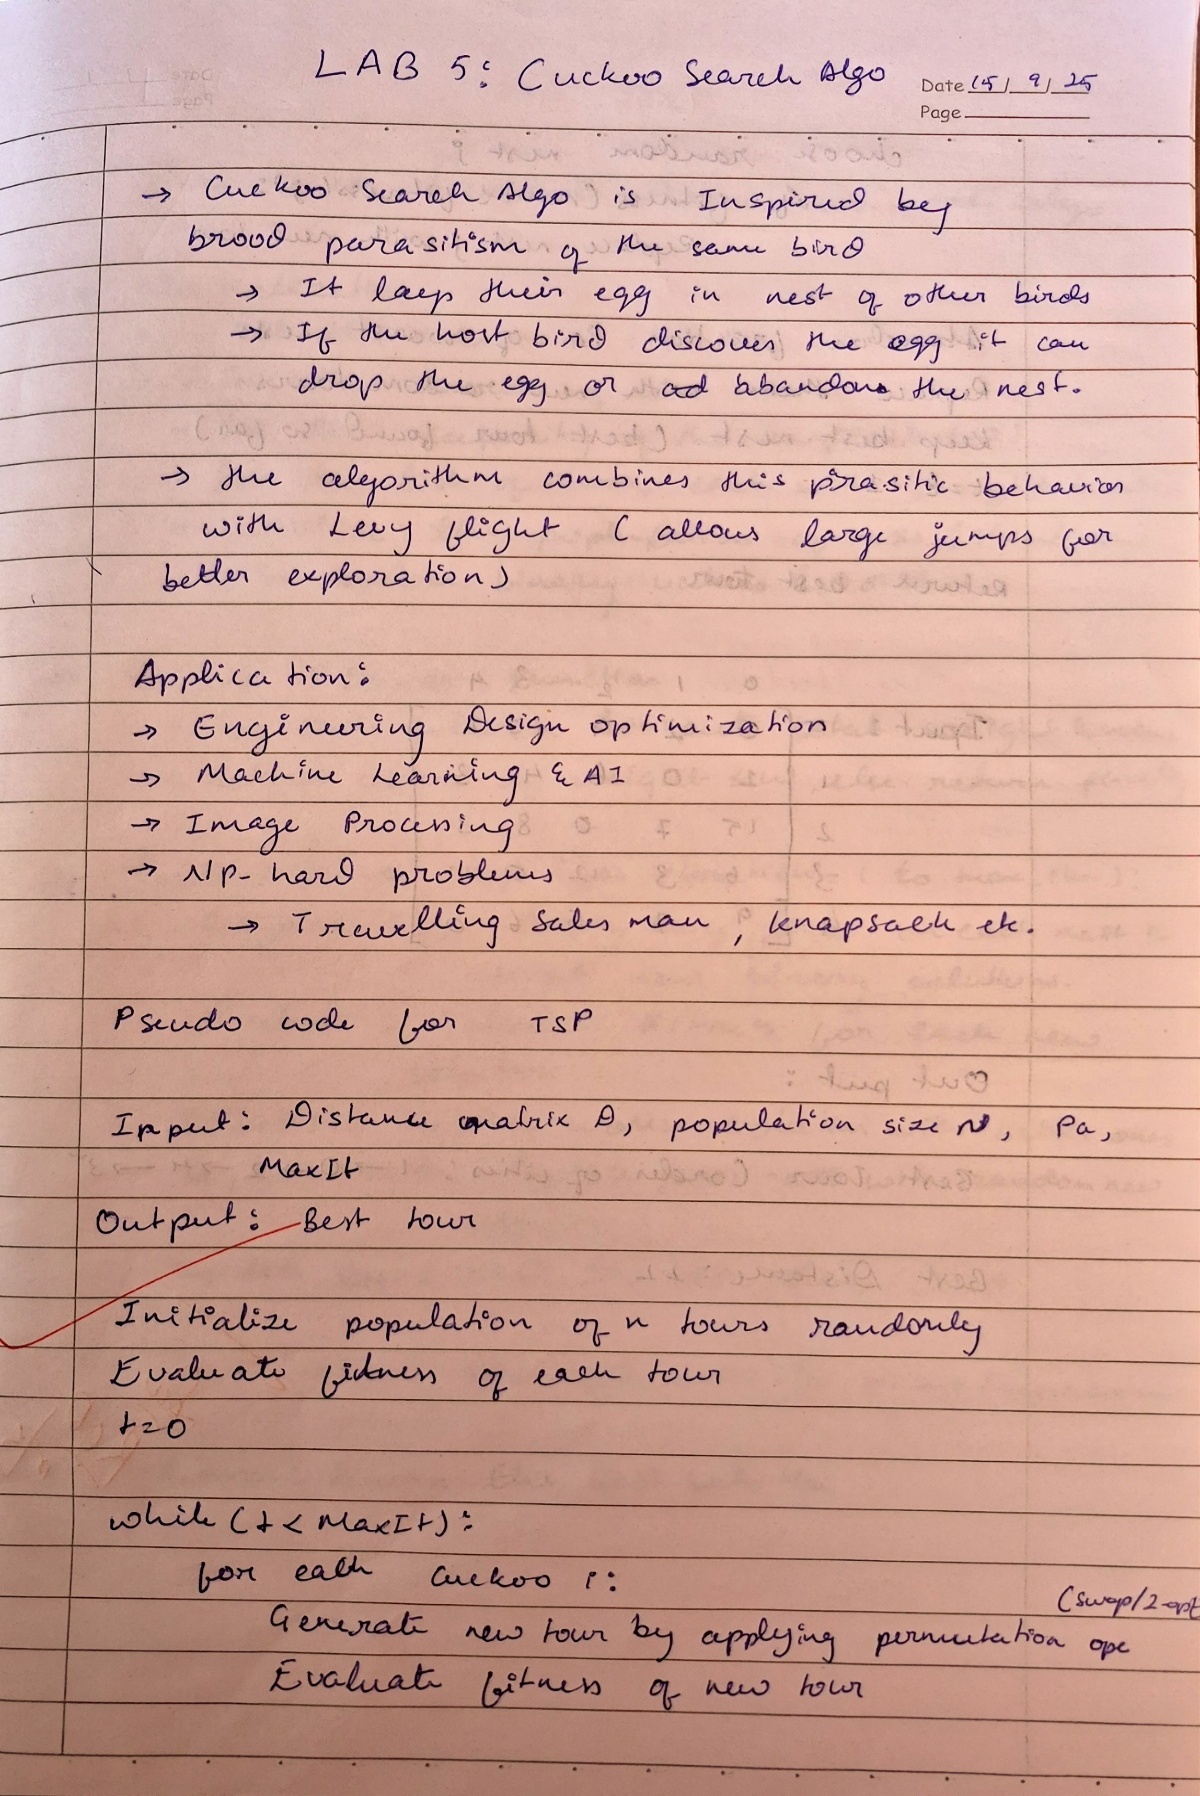 LAB 5: Cuckoo Search Algo
Date 15/ 9/ 25
Page
→ Cuckoo Search Algo is Inspired by
brood parasitism of the same bird
→ It lays their egg in nest of other birds
→ If the host bird discovers the egg it can
drop the egg or abandon the nest.
→ the algorithm combines this pirasitic behavior
with Levy flight ( allows large jumps for
better exploration)
Application:
→ Engineering Design optimization
→ Machine Learning & AI
→ Image Processing
→ NP-hard problems
→ Travelling Sales man , knapsack etc.
Pseudo code for TSP
Input: Distance matrix D, population size N, Pa,
MaxIt
Output: Best tour
Initialize population of n tours randomly
Evaluate fitness of each tour
t=0
while (t < MaxIt):
for each cuckoo i:
(swap/2-opt
Generate new tour by applying permutation ope
Evaluate fitness of new tour